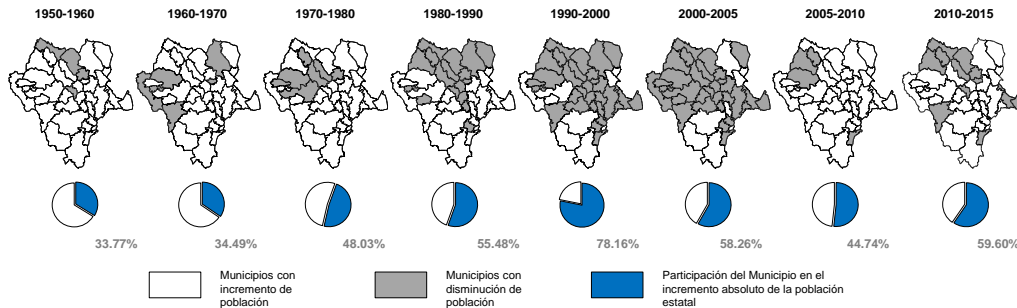 1950-1960 1960-1970 1970-1980 1980-1990 1990-2000 2000-2005 2005-2010 2010-2015
33.77% 34.49% 48.03% 55.48% 78.16% 58.26% 44.74% 59.60%
Municipios con
incremento de
población
Municipios con
disminución de
población
Participación del Municipio en el
incremento absoluto de la población
estatal